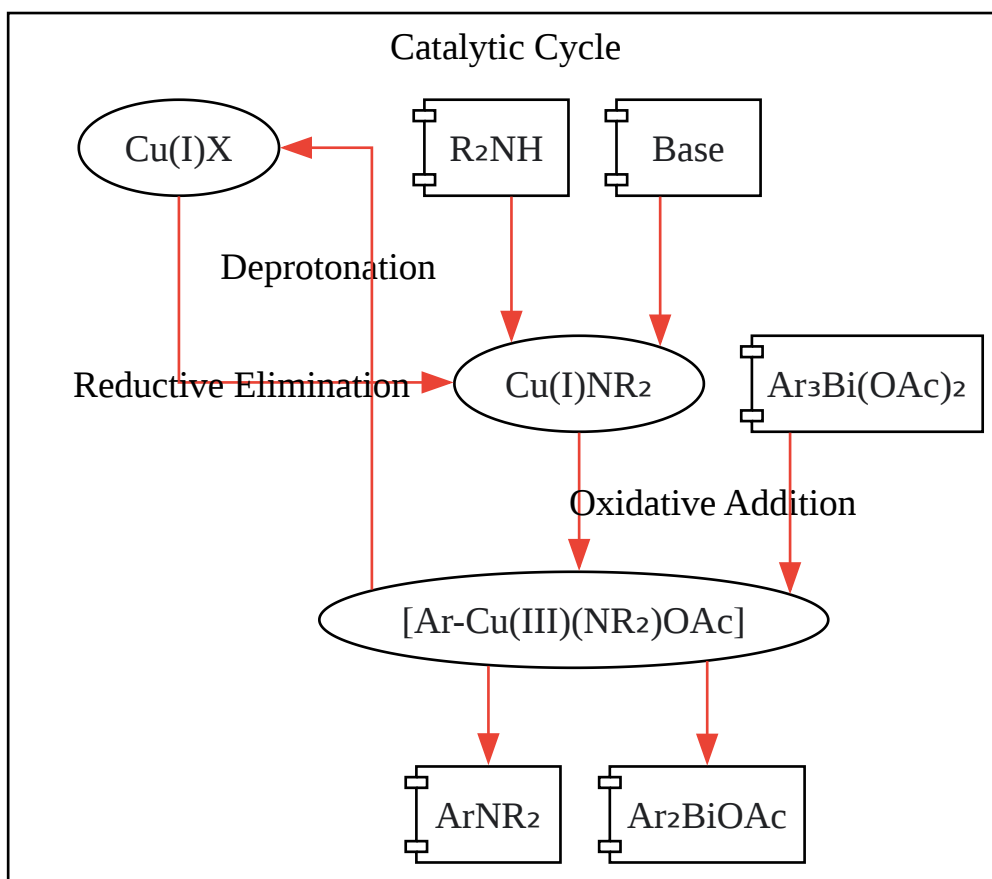 Catalytic Cycle
Cu(I)X
R₂NH
Base
Deprotonation
Reductive Elimination
Cu(I)NR₂
Ar₃Bi(OAc)₂
Oxidative Addition
[Ar-Cu(III)(NR₂)OAc]
ArNR₂
Ar₂BiOAc